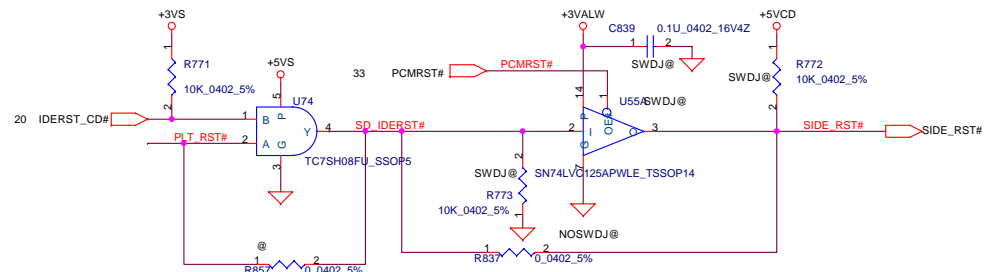 +3VS
+3VALW
+5VCD
C839
0.1U_0402_16V4Z
1
2
SWDJ@
1
R771
10K_0402_5%
2
+5VS
33
PCMRST#
PCMRST#
1
R772
SWDJ@
10K_0402_5%
2
5
U74
14
1
U55A
SWDJ@
20
IDERST_CD#
1
B
P
Y
4
SD_IDERST#
2
P
OE#
I
O
3
SIDE_RST#
SIDE_RST#
PLT_RST#
2
A
G
3
G
7
TC7SH08FU_SSOP5
2
SWDJ@
SN74LVC125APWLE_TSSOP14
R773
10K_0402_5%
1
NOSWDJ@
@
1
2
R857
0_0402_5%
1
2
R837
0_0402_5%